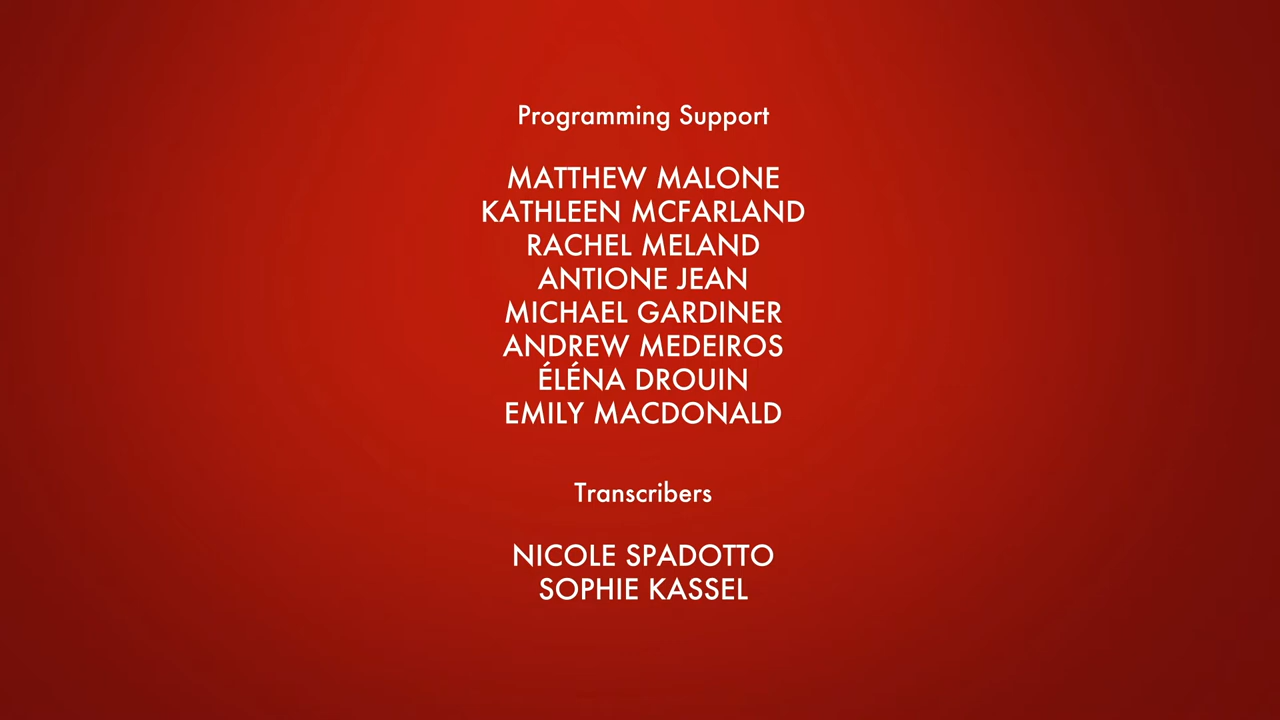 Programming Support
MATTHEW MALONE
KATHLEEN MCFARLAND
RACHEL MELAND
ANTIONE JEAN
MICHAEL GARDINER
ANDREW MEDEIROS
ÉLÉNA DROUIN
EMILY MACDONALD
Transcribers
NICOLE SPADOTTO
SOPHIE KASSEL